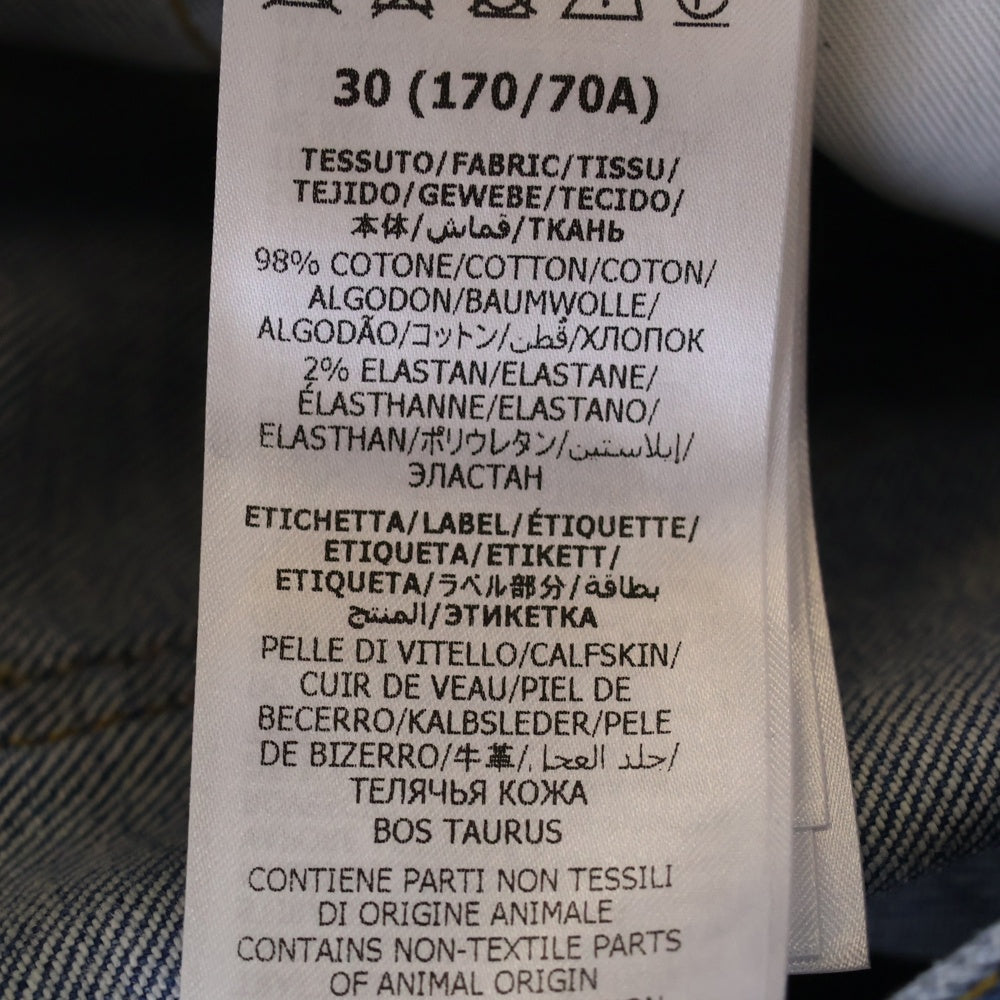 30 (170/70A)
TESSUTO/FABRIC/TISSU/
TEJIDO/GEWEBE/TECIDO/
本体/قماش/ТКАНЬ
98% COTONE/COTTON/COTON/
ALGODON/BAUMWOLLE/
ALGODÃO/コットン/قطن/ХЛОПОК
2% ELASTAN/ELASTANE/
ÉLASTHANNE/ELASTANO/
ELASTHAN/ポリウレタン/إيلاستين/
ЭЛАСТАН
ETICHETTA/LABEL/ÉTIQUETTE/
ETIQUETA/ETIKETT/
ETIQUETA/ラベル部分/بطاقة
المنتج/ЭТИКЕТКА
PELLE DI VITELLO/CALFSKIN/
CUIR DE VEAU/PIEL DE
BECERRO/KALBSLEDER/PELE
DE BIZERRO/牛革/جلد العجل/
ТЕЛЯЧЬЯ КОЖА
BOS TAURUS
CONTIENE PARTI NON TESSILI
DI ORIGINE ANIMALE
CONTAINS NON-TEXTILE PARTS
OF ANIMAL ORIGIN